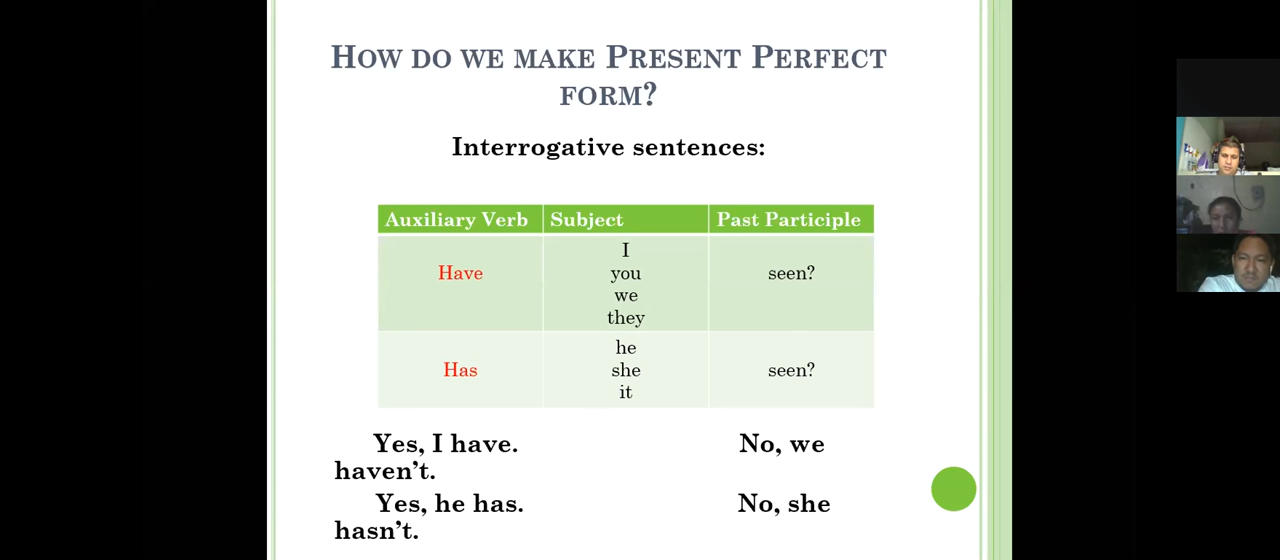 HOW DO WE MAKE PRESENT PERFECT
FORM?
Interrogative sentences:
Auxiliary Verb Subject Past Participle
I
Have you seen?
we
they
he
Has she seen?
it
Yes, I have. No, we
haven't.
Yes, he has. No, she
hasn't.